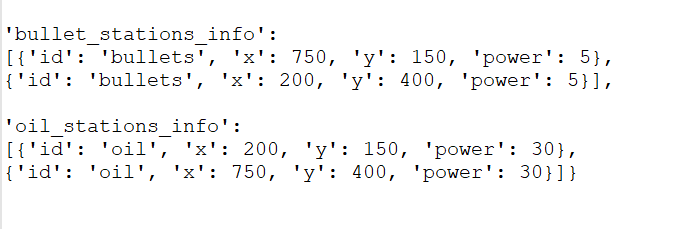 'bullet_stations_info':
[{'id': 'bullets', 'x': 750, 'y': 150, 'power': 5},
{'id': 'bullets', 'x': 200, 'y': 400, 'power': 5}],
'oil_stations_info':
[{'id': 'oil', 'x': 200, 'y': 150, 'power': 30},
{'id': 'oil', 'x': 750, 'y': 400, 'power': 30}]}